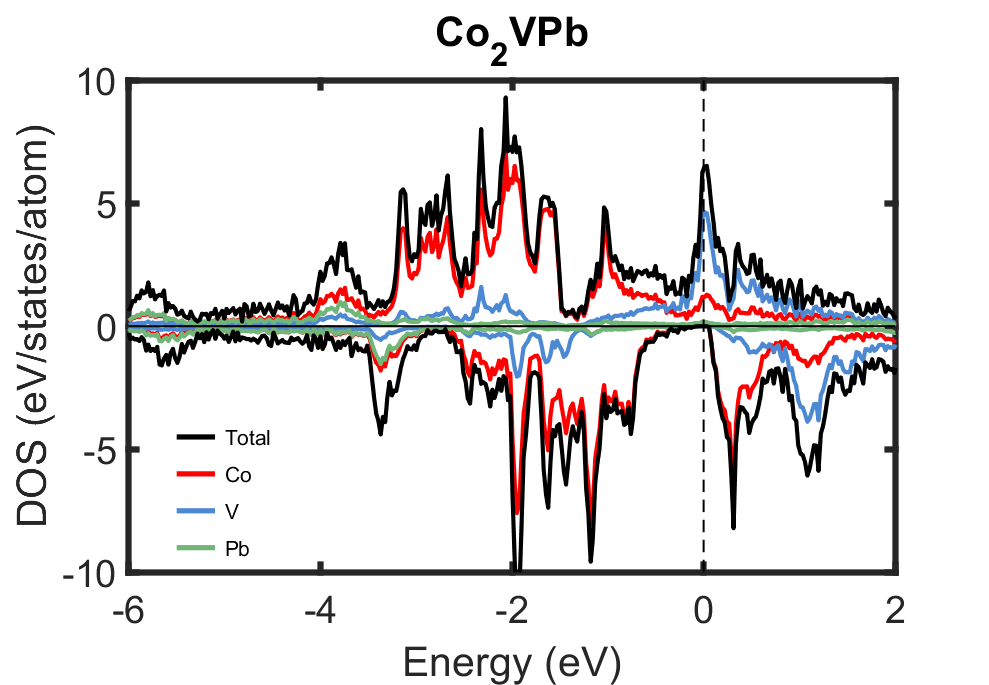 Co₂VPb
DOS (eV/states/atom)
10
5
0
-5
-10
Total
Co
V
Pb
-6 -4 -2 0 2
Energy (eV)